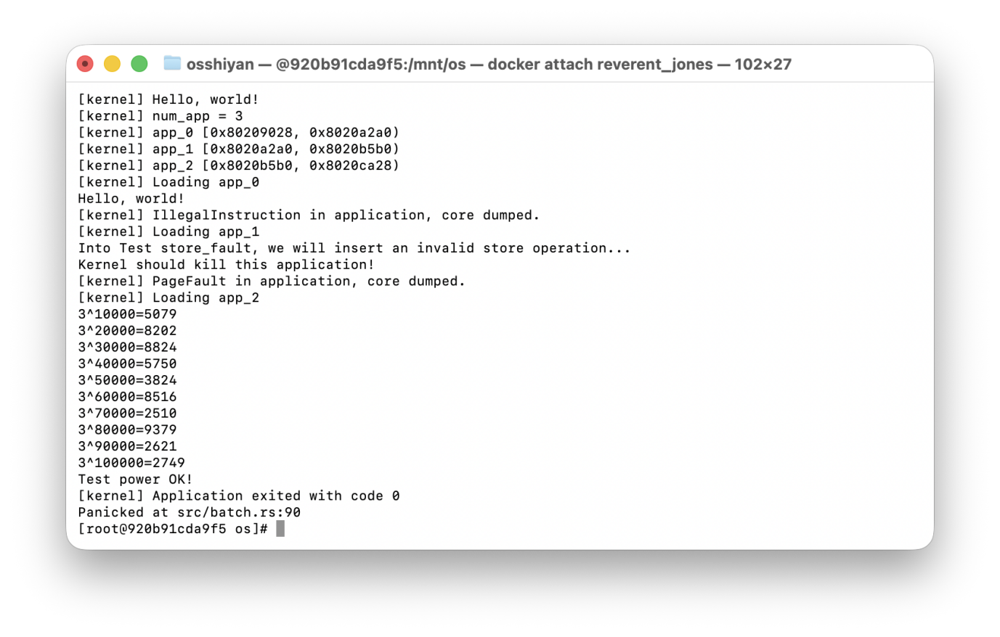 osshiyan — @920b91cda9f5:/mnt/os — docker attach reverent_jones — 102×27
[kernel] Hello, world!
[kernel] num_app = 3
[kernel] app_0 [0x80209028, 0x8020a2a0)
[kernel] app_1 [0x8020a2a0, 0x8020b5b0)
[kernel] app_2 [0x8020b5b0, 0x8020ca28)
[kernel] Loading app_0
Hello, world!
[kernel] IllegalInstruction in application, core dumped.
[kernel] Loading app_1
Into Test store_fault, we will insert an invalid store operation...
Kernel should kill this application!
[kernel] PageFault in application, core dumped.
[kernel] Loading app_2
3^10000=5079
3^20000=8202
3^30000=8824
3^40000=5750
3^50000=3824
3^60000=8516
3^70000=2510
3^80000=9379
3^90000=2621
3^100000=2749
Test power OK!
[kernel] Application exited with code 0
Panicked at src/batch.rs:90
[root@920b91cda9f5 os]#